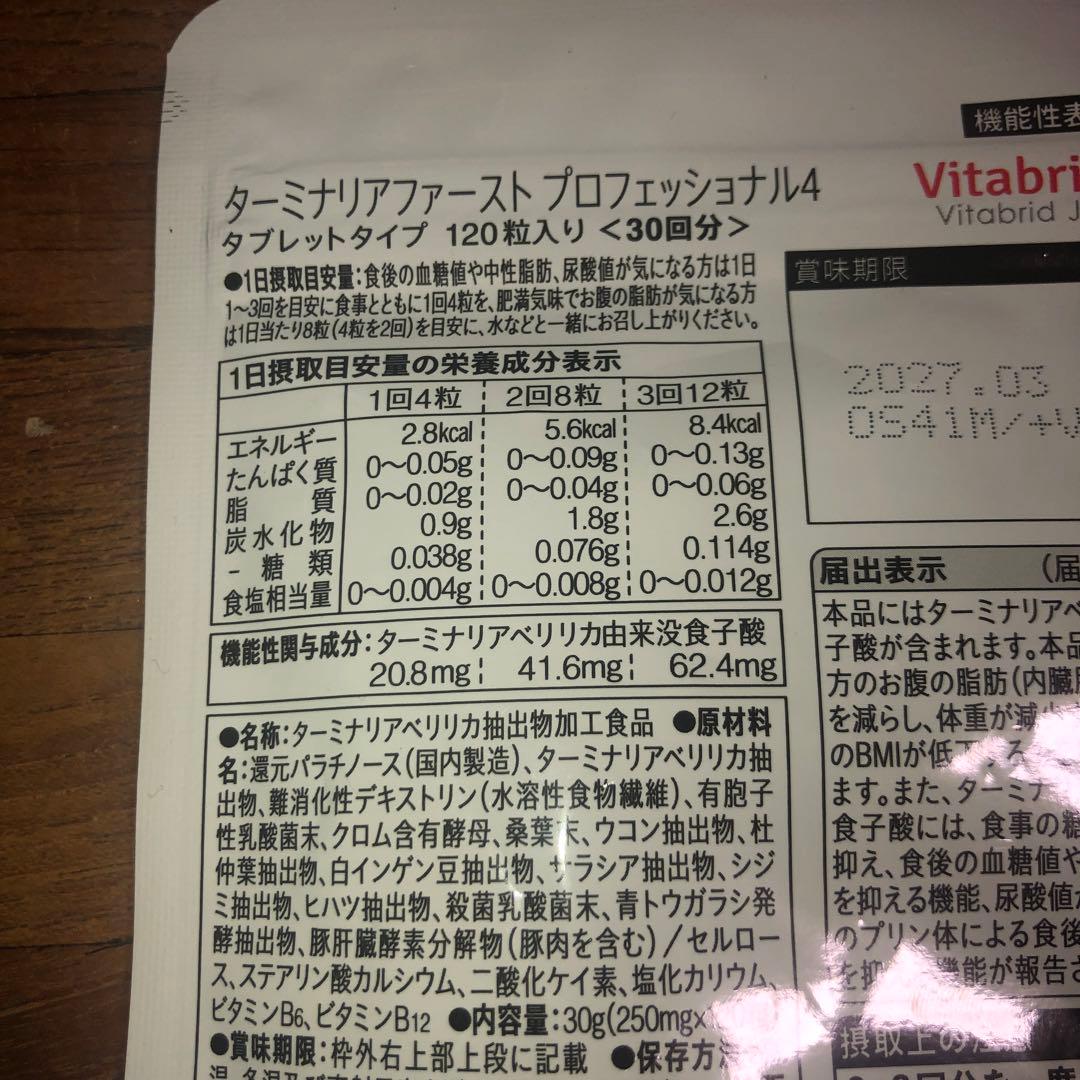 機能性表
Vitabri
Vitabrid J
ターミナリアファースト プロフェッショナル4
タブレットタイプ 120粒入り <30回分>
●1日摂取目安量:食後の血糖値や中性脂肪、尿酸値が気になる方は1日
1〜3回を目安に食事とともに1回4粒を、肥満気味でお腹の脂肪が気になる方
は1日当たり8粒(4粒を2回)を目安に、水などと一緒にお召し上がりください。
1日摂取目安量の栄養成分表示
1回4粒 2回8粒 3回12粒
エネルギー 2.8kcal 5.6kcal 8.4kcal
たんぱく質 0〜0.05g 0〜0.09g 0〜0.13g
脂質 0〜0.02g 0〜0.04g 0〜0.06g
炭水化物 0.9g 1.8g 2.6g
- 糖類 0.038g 0.076g 0.114g
食塩相当量 0〜0.004g 0〜0.008g 0〜0.012g
機能性関与成分:ターミナリアベリリカ由来没食子酸
20.8mg 41.6mg 62.4mg
●名称:ターミナリアベリリカ抽出物加工食品 ●原材料
名:還元パラチノース(国内製造)、ターミナリアベリリカ抽
出物、難消化性デキストリン(水溶性食物繊維)、有胞子
性乳酸菌末、クロム含有酵母、桑葉末、ウコン抽出物、杜
仲葉抽出物、白インゲン豆抽出物、サラシア抽出物、シジ
ミ抽出物、ヒハツ抽出物、殺菌乳酸菌末、青トウガラシ発
酵抽出物、豚肝臓酵素分解物(豚肉を含む)/セルロー
ス、ステアリン酸カルシウム、二酸化ケイ素、塩化カリウム、
ビタミンB6、ビタミンB12 ●内容量:30g(250mg×
●賞味期限:枠外右上部上段に記載 ●保存方
賞味期限
2027.03
0541M/+V
届出表示 (届
本品にはターミナリアベ
子酸が含まれます。本品
方のお腹の脂肪(内臓
を減らし、体重が減
のBMIが低下
ます。また、ターミナ
食子酸には、食事の糖
抑え、食後の血糖値や
を抑える機能、尿酸値
のプリン体による食後
を抑 機能が報告さ
摂取上の